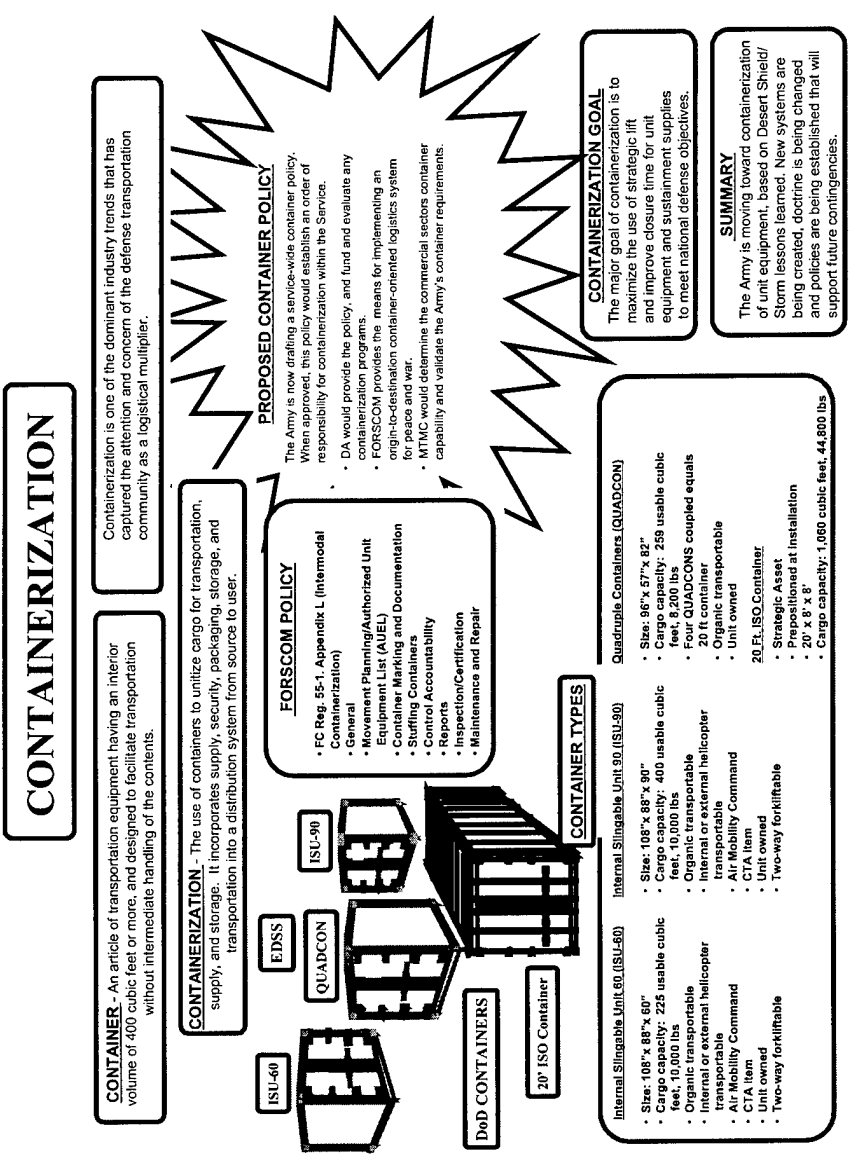 CONTAINERIZATION
CONTAINER - An article of transportation equipment having an interior
volume of 400 cubic feet or more, and designed to facilitate transportation
without intermediate handling of the contents.
Containerization is one of the dominant industry trends that has
captured the attention and concern of the defense transportation
community as a logistical multiplier.
CONTAINERIZATION - The use of containers to unitize cargo for transportation,
supply, and storage. It incorporates supply, security, packaging, storage, and
transportation into a distribution system from source to user.
ISU-60
EDSS
QUADCON
ISU-90
DoD CONTAINERS
20' ISO Container
FORSCOM POLICY
• FC Reg. 55-1. Appendix L (Intermodal
Containerization)
• General
• Movement Planning/Authorized Unit
Equipment List (AUEL)
• Container Marking and Documentation
• Stuffing Containers
• Control Accountability
• Reports
• Inspection/Certification
• Maintenance and Repair
PROPOSED CONTAINER POLICY
The Army is now drafting a service-wide container policy.
When approved, this policy would establish an order of
responsibility for containerization within the Service.
• DA would provide the policy, and fund and evaluate any
containerization programs.
• FORSCOM provides the means for implementing an
origin-to-destination container-oriented logistics system
for peace and war.
• MTMC would determine the commercial sectors container
capability and validate the Army's container requirements.
CONTAINER TYPES
Internal Slingable Unit 60 (ISU-60)
• Size: 108"x 88"x 60"
• Cargo capacity: 225 usable cubic
feet, 10,000 lbs
• Organic transportable
• Internal or external helicopter
transportable
• Air Mobility Command
• CTA Item
• Unit owned
• Two-way forkliftable
Internal Slingable Unit 90 (ISU-90)
• Size: 108"x 88"x 90"
• Cargo capacity: 400 usable cubic
feet, 10,000 lbs
• Organic transportable
• Internal or external helicopter
transportable
• Air Mobility Command
• CTA Item
• Unit owned
• Two-way forkliftable
Quadruple Containers (QUADCON)
• Size: 96"x 57"x 82"
• Cargo capacity: 259 usable cubic
feet, 8,200 lbs
• Four QUADCONS coupled equals
20 ft container
• Organic transportable
• Unit owned
20 Ft. ISO Container
• Strategic Asset
• Prepositioned at Installation
• 20' x 8' x 8'
• Cargo capacity: 1,060 cubic feet, 44,800 lbs
CONTAINERIZATION GOAL
The major goal of containerization is to
maximize the use of strategic lift
and improve closure time for unit
equipment and sustainment supplies
to meet national defense objectives.
SUMMARY
The Army is moving toward containerization
of unit equipment, based on Desert Shield/
Storm lessons learned. New systems are
being created, doctrine is being changed
and policies are being established that will
support future contingencies.